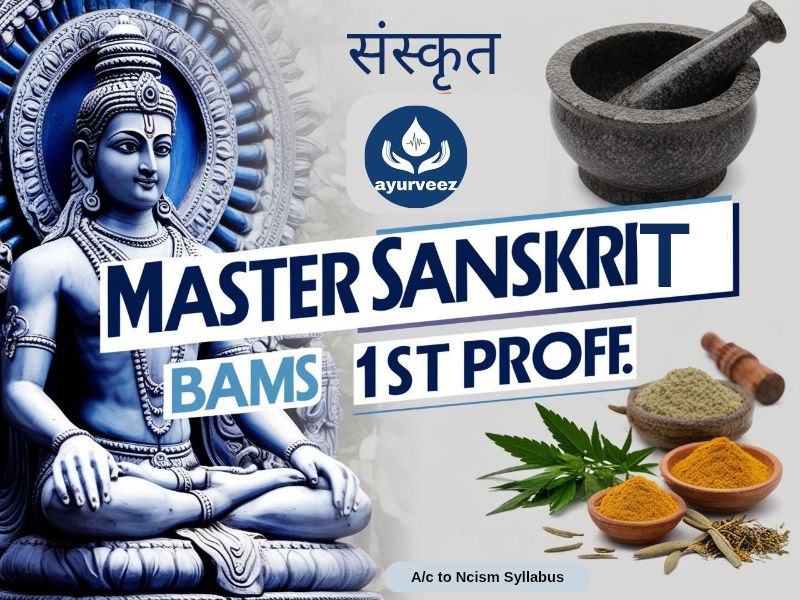 संस्कृत
ayurveez
MASTER SANSKRIT
BAMS 1ST PROFF.
A/c to Ncism Syllabus